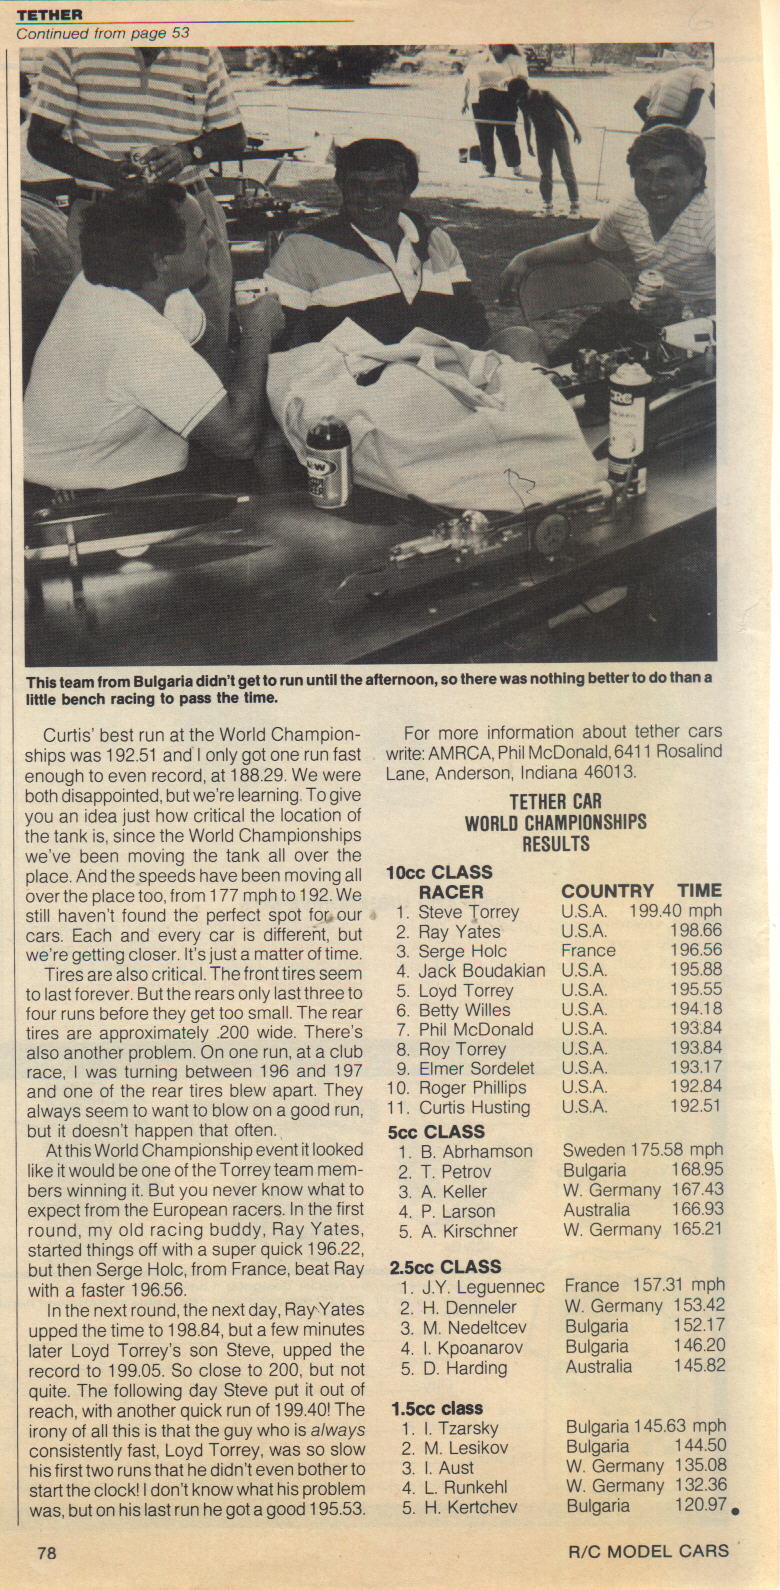 TETHER
Continued from page 53
CRC
This team from Bulgaria didn't get to run until the afternoon, so there was nothing better to do than a
little bench racing to pass the time.
Curtis' best run at the World Champion-
ships was 192.51 and I only got one run fast
enough to even record, at 188.29. We were
both disappointed, but we're learning. To give
you an idea just how critical the location of
the tank is, since the World Championships
we've been moving the tank all over the
place. And the speeds have been moving all
over the place too, from 177 mph to 192. We
still haven't found the perfect spot for our
cars. Each and every car is different, but
we're getting closer. It's just a matter of time.
Tires are also critical. The front tires seem
to last forever. But the rears only last three to
four runs before they get too small. The rear
tires are approximately .200 wide. There's
also another problem. On one run, at a club
race, I was turning between 196 and 197
and one of the rear tires blew apart. They
always seem to want to blow on a good run,
but it doesn't happen that often.
At this World Championship event it looked
like it would be one of the Torrey team mem-
bers winning it. But you never know what to
expect from the European racers. In the first
round, my old racing buddy, Ray Yates,
started things off with a super quick 196.22,
but then Serge Holc, from France, beat Ray
with a faster 196.56.
In the next round, the next day, Ray Yates
upped the time to 198.84, but a few minutes
later Loyd Torrey's son Steve, upped the
record to 199.05. So close to 200, but not
quite. The following day Steve put it out of
reach, with another quick run of 199.40! The
irony of all this is that the guy who is always
consistently fast, Loyd Torrey, was so slow
his first two runs that he didn't even bother to
start the clock! I don't know what his problem
was, but on his last run he got a good 195.53.
For more information about tether cars
write: AMRCA, Phil McDonald, 6411 Rosalind
Lane, Anderson, Indiana 46013.
TETHER CAR
WORLD CHAMPIONSHIPS
RESULTS
10cc CLASS
RACER COUNTRY TIME
1. Steve Torrey U.S.A. 199.40 mph
2. Ray Yates U.S.A. 198.66
3. Serge Holc France 196.56
4. Jack Boudakian U.S.A. 195.88
5. Loyd Torrey U.S.A. 195.55
6. Betty Willes U.S.A. 194.18
7. Phil McDonald U.S.A. 193.84
8. Roy Torrey U.S.A. 193.84
9. Elmer Sordelet U.S.A. 193.17
10. Roger Phillips U.S.A. 192.84
11. Curtis Husting U.S.A. 192.51
5cc CLASS
1. B. Abrhamson Sweden 175.58 mph
2. T. Petrov Bulgaria 168.95
3. A. Keller W. Germany 167.43
4. P. Larson Australia 166.93
5. A. Kirschner W. Germany 165.21
2.5cc CLASS
1. J.Y. Leguennec France 157.31 mph
2. H. Denneler W. Germany 153.42
3. M. Nedeltcev Bulgaria 152.17
4. I. Kpoanarov Bulgaria 146.20
5. D. Harding Australia 145.82
1.5cc class
1. I. Tzarsky Bulgaria 145.63 mph
2. M. Lesikov Bulgaria 144.50
3. I. Aust W. Germany 135.08
4. L. Runkehl W. Germany 132.36
5. H. Kertchev Bulgaria 120.97
78
R/C MODEL CARS